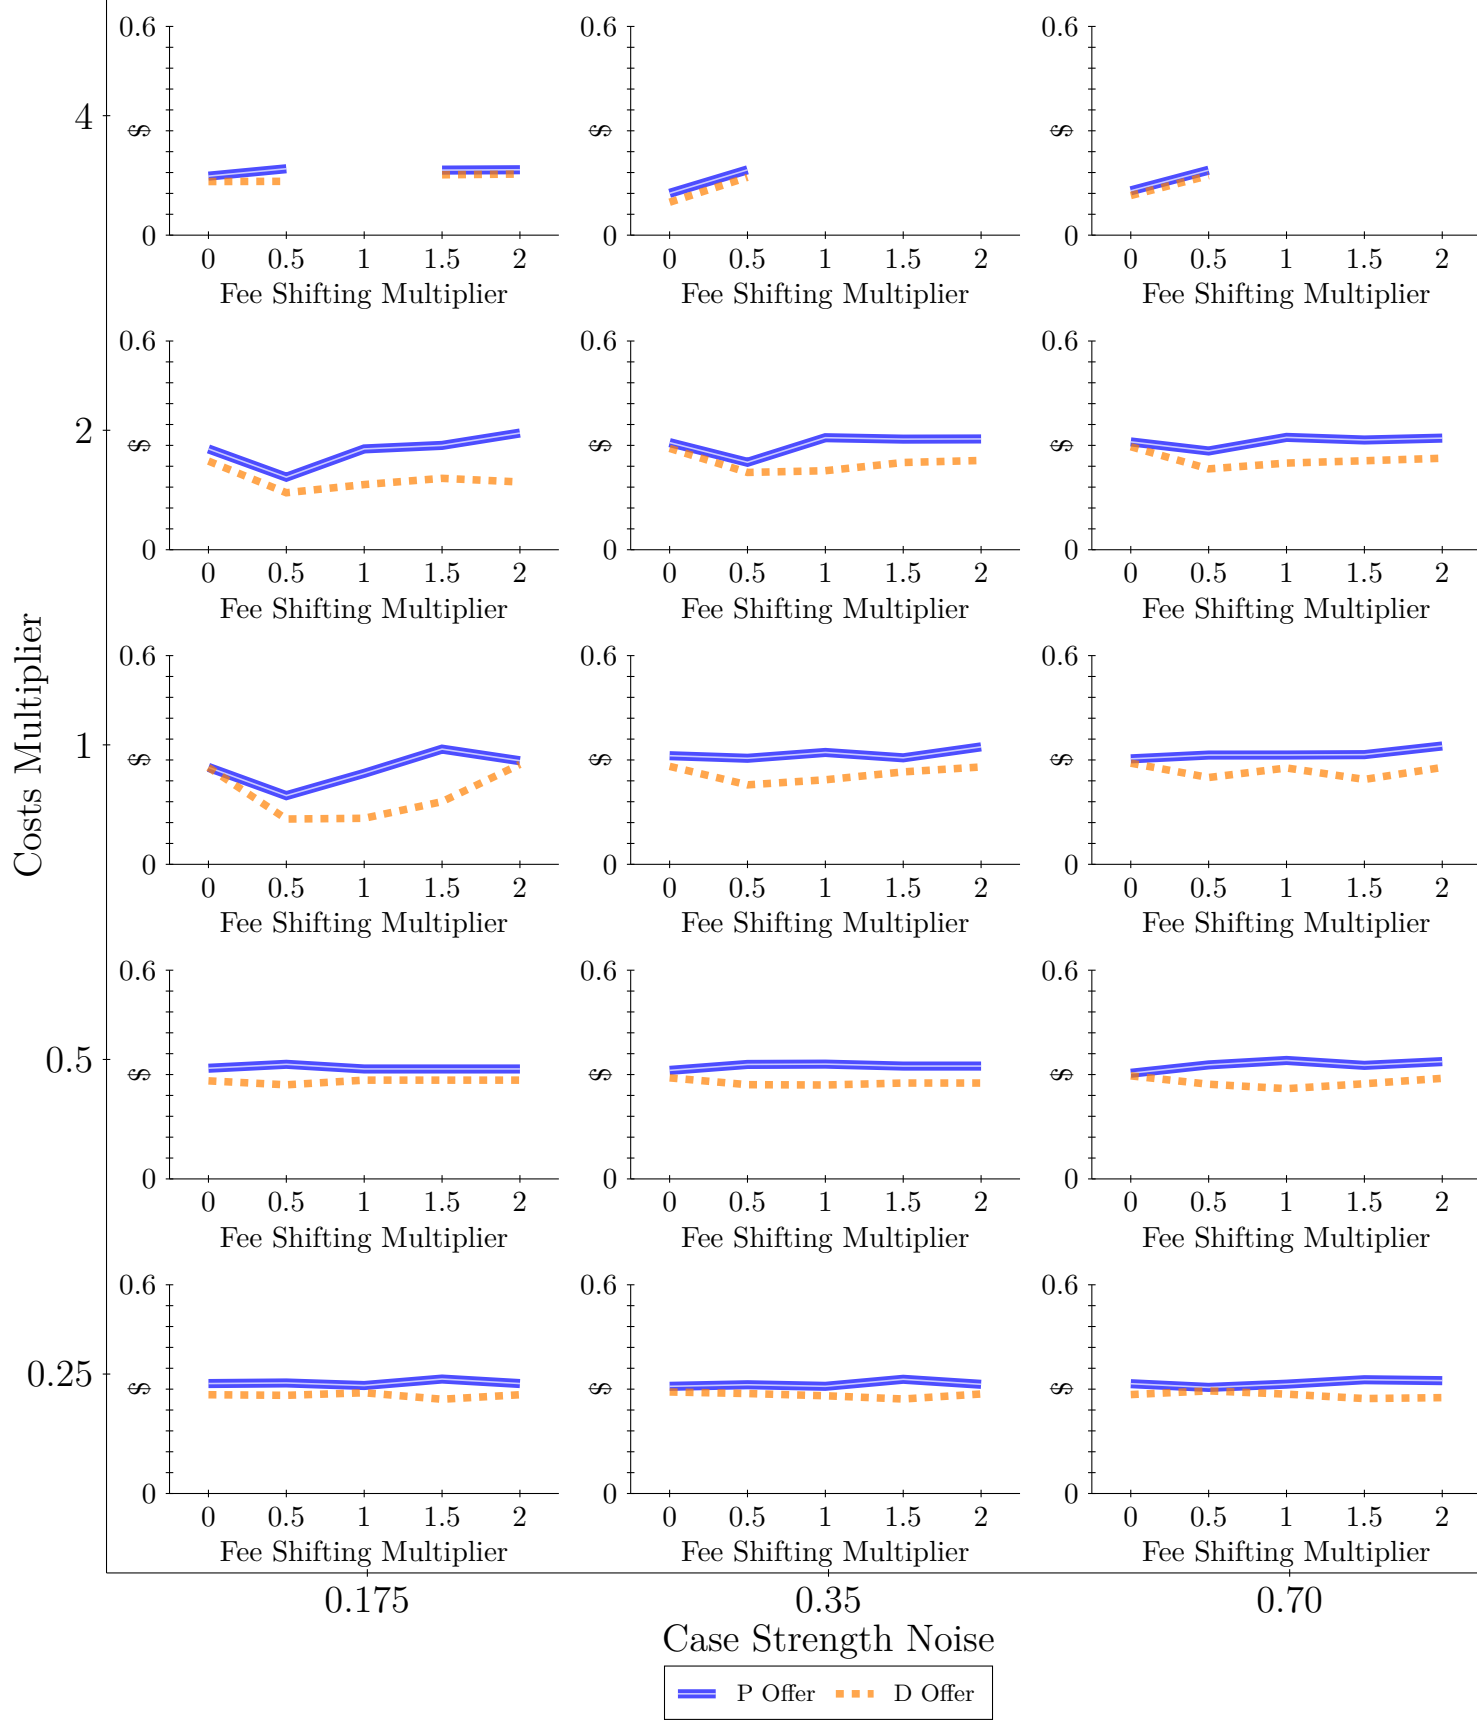 0.6 0.6 0.6
4 $ $ $
0 0 0
0 0.5 1 1.5 2 0 0.5 1 1.5 2 0 0.5 1 1.5 2
Fee Shifting Multiplier Fee Shifting Multiplier Fee Shifting Multiplier
0.6 0.6 0.6
2 $ $ $
0 0 0
0 0.5 1 1.5 2 0 0.5 1 1.5 2 0 0.5 1 1.5 2
Fee Shifting Multiplier Fee Shifting Multiplier Fee Shifting Multiplier
Costs Multiplier
0.6 0.6 0.6
1 $ $ $
0 0 0
0 0.5 1 1.5 2 0 0.5 1 1.5 2 0 0.5 1 1.5 2
Fee Shifting Multiplier Fee Shifting Multiplier Fee Shifting Multiplier
0.6 0.6 0.6
0.5 $ $ $
0 0 0
0 0.5 1 1.5 2 0 0.5 1 1.5 2 0 0.5 1 1.5 2
Fee Shifting Multiplier Fee Shifting Multiplier Fee Shifting Multiplier
0.6 0.6 0.6
0.25 $ $ $
0 0 0
0 0.5 1 1.5 2 0 0.5 1 1.5 2 0 0.5 1 1.5 2
Fee Shifting Multiplier Fee Shifting Multiplier Fee Shifting Multiplier
0.175 0.35 0.70
Case Strength Noise
P Offer D Offer